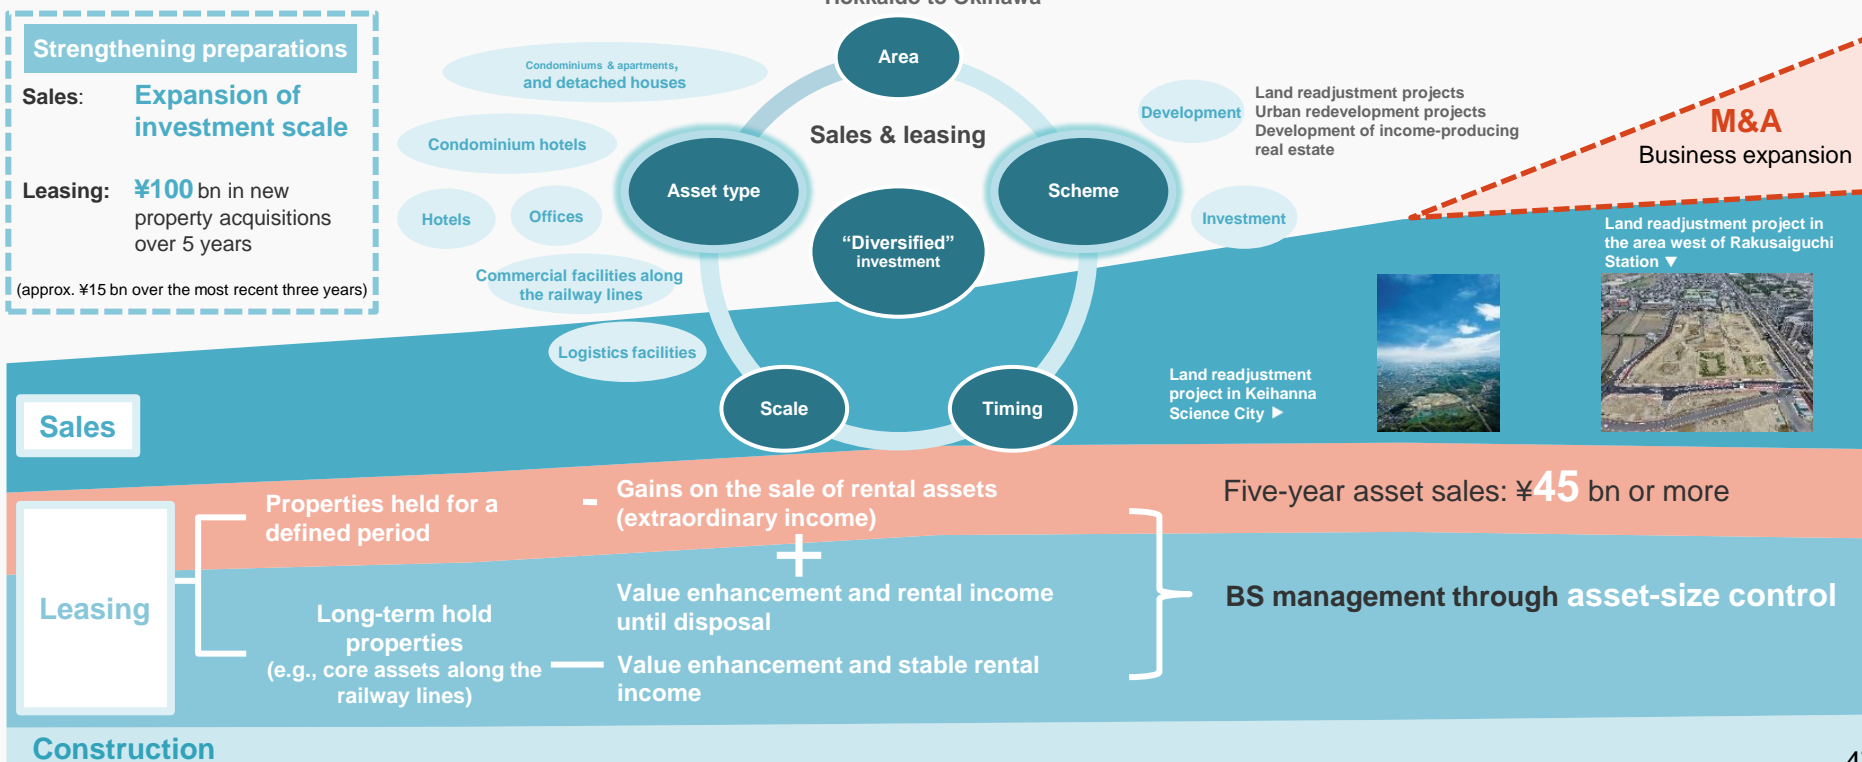 Hokkaido to Okinawa
Strengthening preparations
Sales: Expansion of
investment scale
Leasing: ¥100 bn in new
property acquisitions
over 5 years
(approx. ¥15 bn over the most recent three years)
Area
Condominiums & apartments,
and detached houses
Condominium hotels
Hotels
Offices
Commercial facilities along
the railway lines
Logistics facilities
Sales & leasing
Asset type
Scheme
"Diversified"
investment
Scale
Timing
Development
Land readjustment projects
Urban redevelopment projects
Development of income-producing
real estate
Investment
M&A
Business expansion
Land readjustment project in
the area west of Rakusaiguchi
Station ▼
Land readjustment
project in Keihanna
Science City ▶
Sales
Leasing
Properties held for a
defined period
- Gains on the sale of rental assets
(extraordinary income)
+
Value enhancement and rental income
until disposal
Long-term hold
properties
(e.g., core assets along the
railway lines)
Value enhancement and stable rental
income
Five-year asset sales: ¥45 bn or more
BS management through asset-size control
Construction